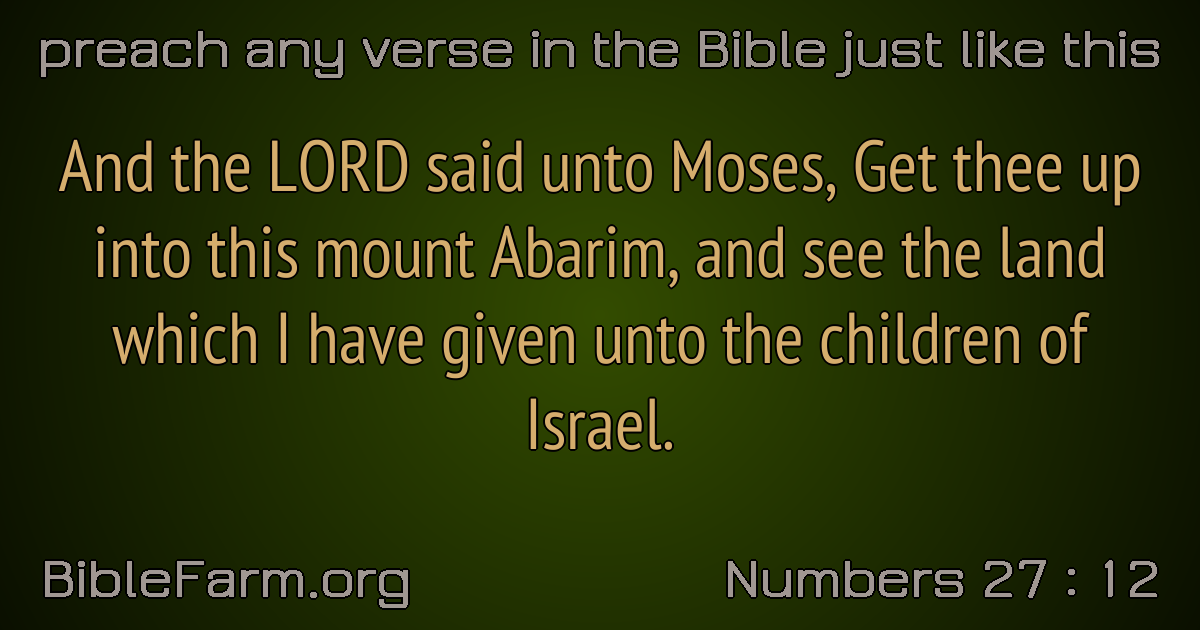 preach any verse in the Bible just like this
And the LORD said unto Moses, Get thee up
into this mount Abarim, and see the land
which I have given unto the children of
Israel.
BibleFarm.org
Numbers 27 : 12